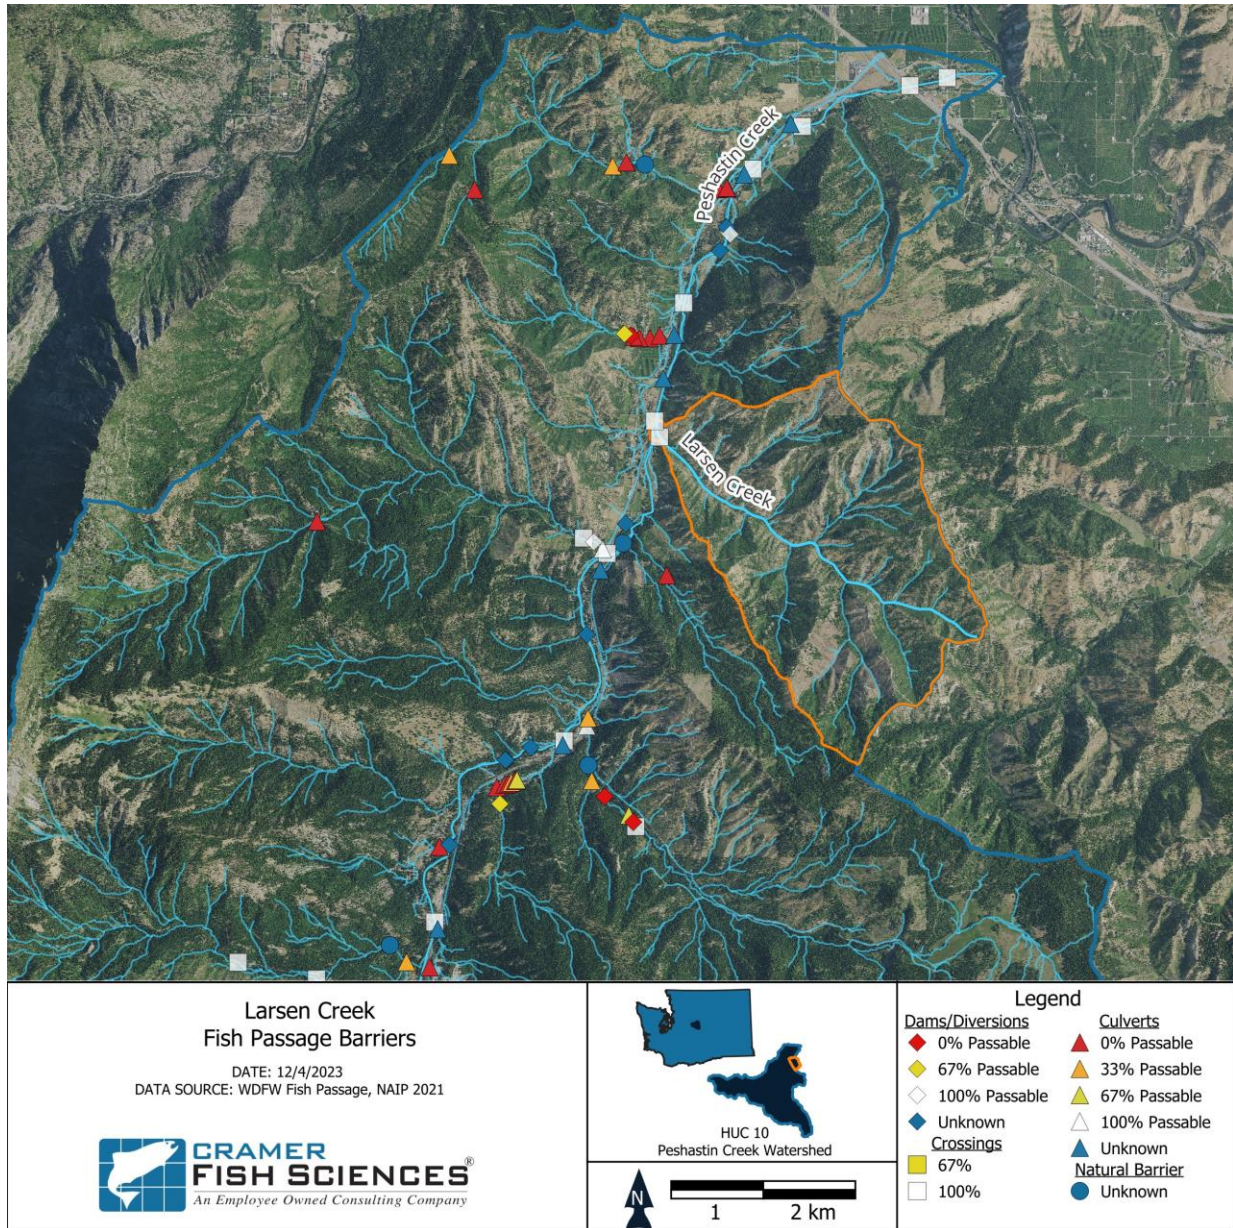 Peshastin Creek
Larsen Creek
Larsen Creek
Fish Passage Barriers
DATE: 12/4/2023
DATA SOURCE: WDFW Fish Passage, NAIP 2021
CRAMER
FISH SCIENCES®
An Employee Owned Consulting Company
HUC 10
Peshastin Creek Watershed
N
1 2 km
Legend
Dams/Diversions
0% Passable
67% Passable
100% Passable
Unknown
Crossings
67%
100%
Culverts
0% Passable
33% Passable
67% Passable
100% Passable
Unknown
Natural Barrier
Unknown